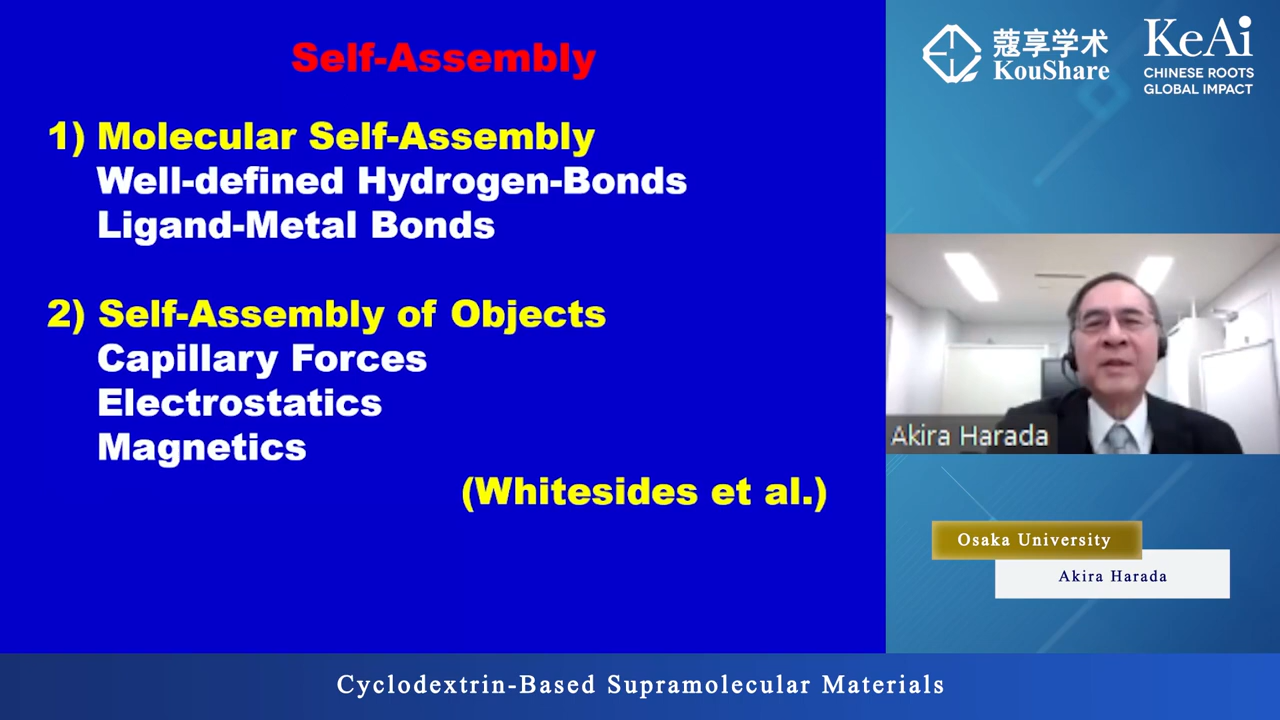 Self-Assembly
1) Molecular Self-Assembly
Well-defined Hydrogen-Bonds
Ligand-Metal Bonds
2) Self-Assembly of Objects
Capillary Forces
Electrostatics
Magnetics
(Whitesides et al.)
蔻享学术
KouShare
KeAi
CHINESE ROOTS
GLOBAL IMPACT
Akira Harada
Osaka University
Akira Harada
Cyclodextrin-Based Supramolecular Materials